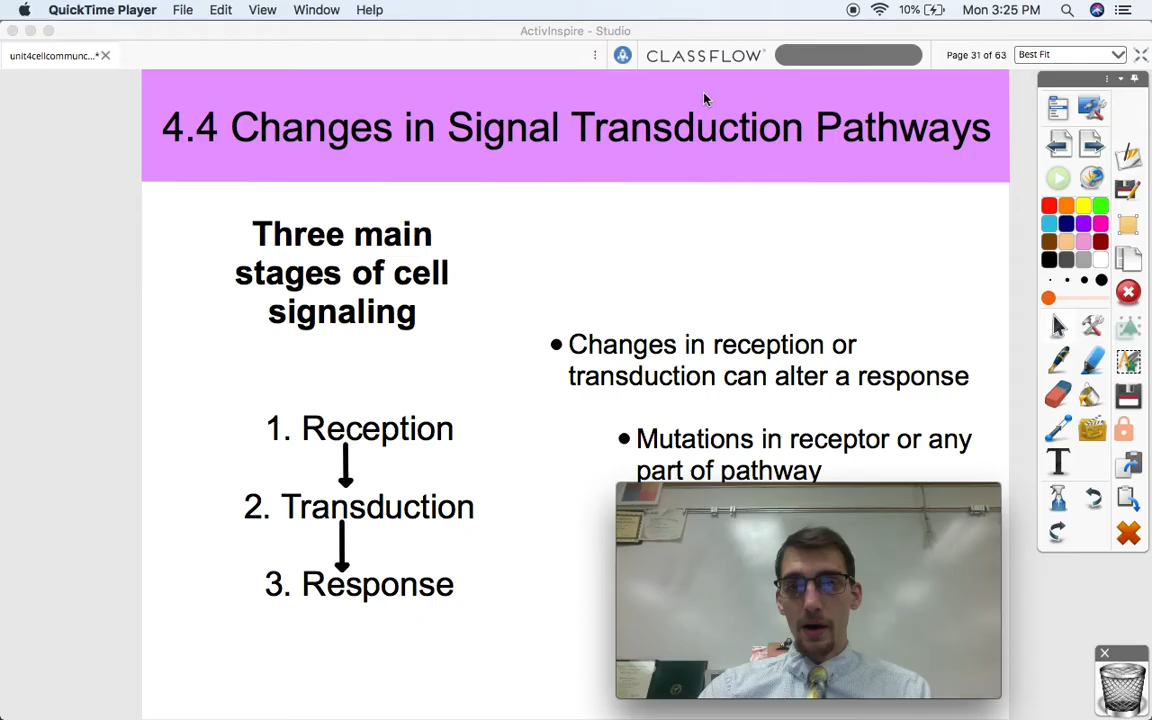 QuickTime Player File Edit View Window Help 10% Mon 3:25 PM
ActivInspire - Studio
unit4cellcommunc...*
CLASSFLOW
Page 31 of 63
Best Fit
4.4 Changes in Signal Transduction Pathways
Three main
stages of cell
signaling
1. Reception
2. Transduction
3. Response
• Changes in reception or
transduction can alter a response
• Mutations in receptor or any
part of pathway